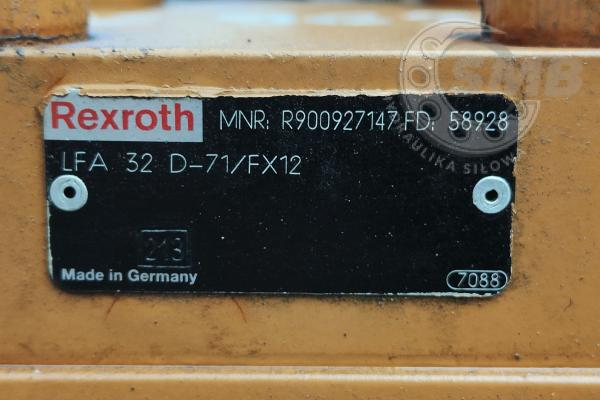 Rexroth MNR: R900927147 FD: 58928
LFA 32 D-71/FX12
213
Made in Germany
7088
SMB
HYDRAULIKA SIŁOWA